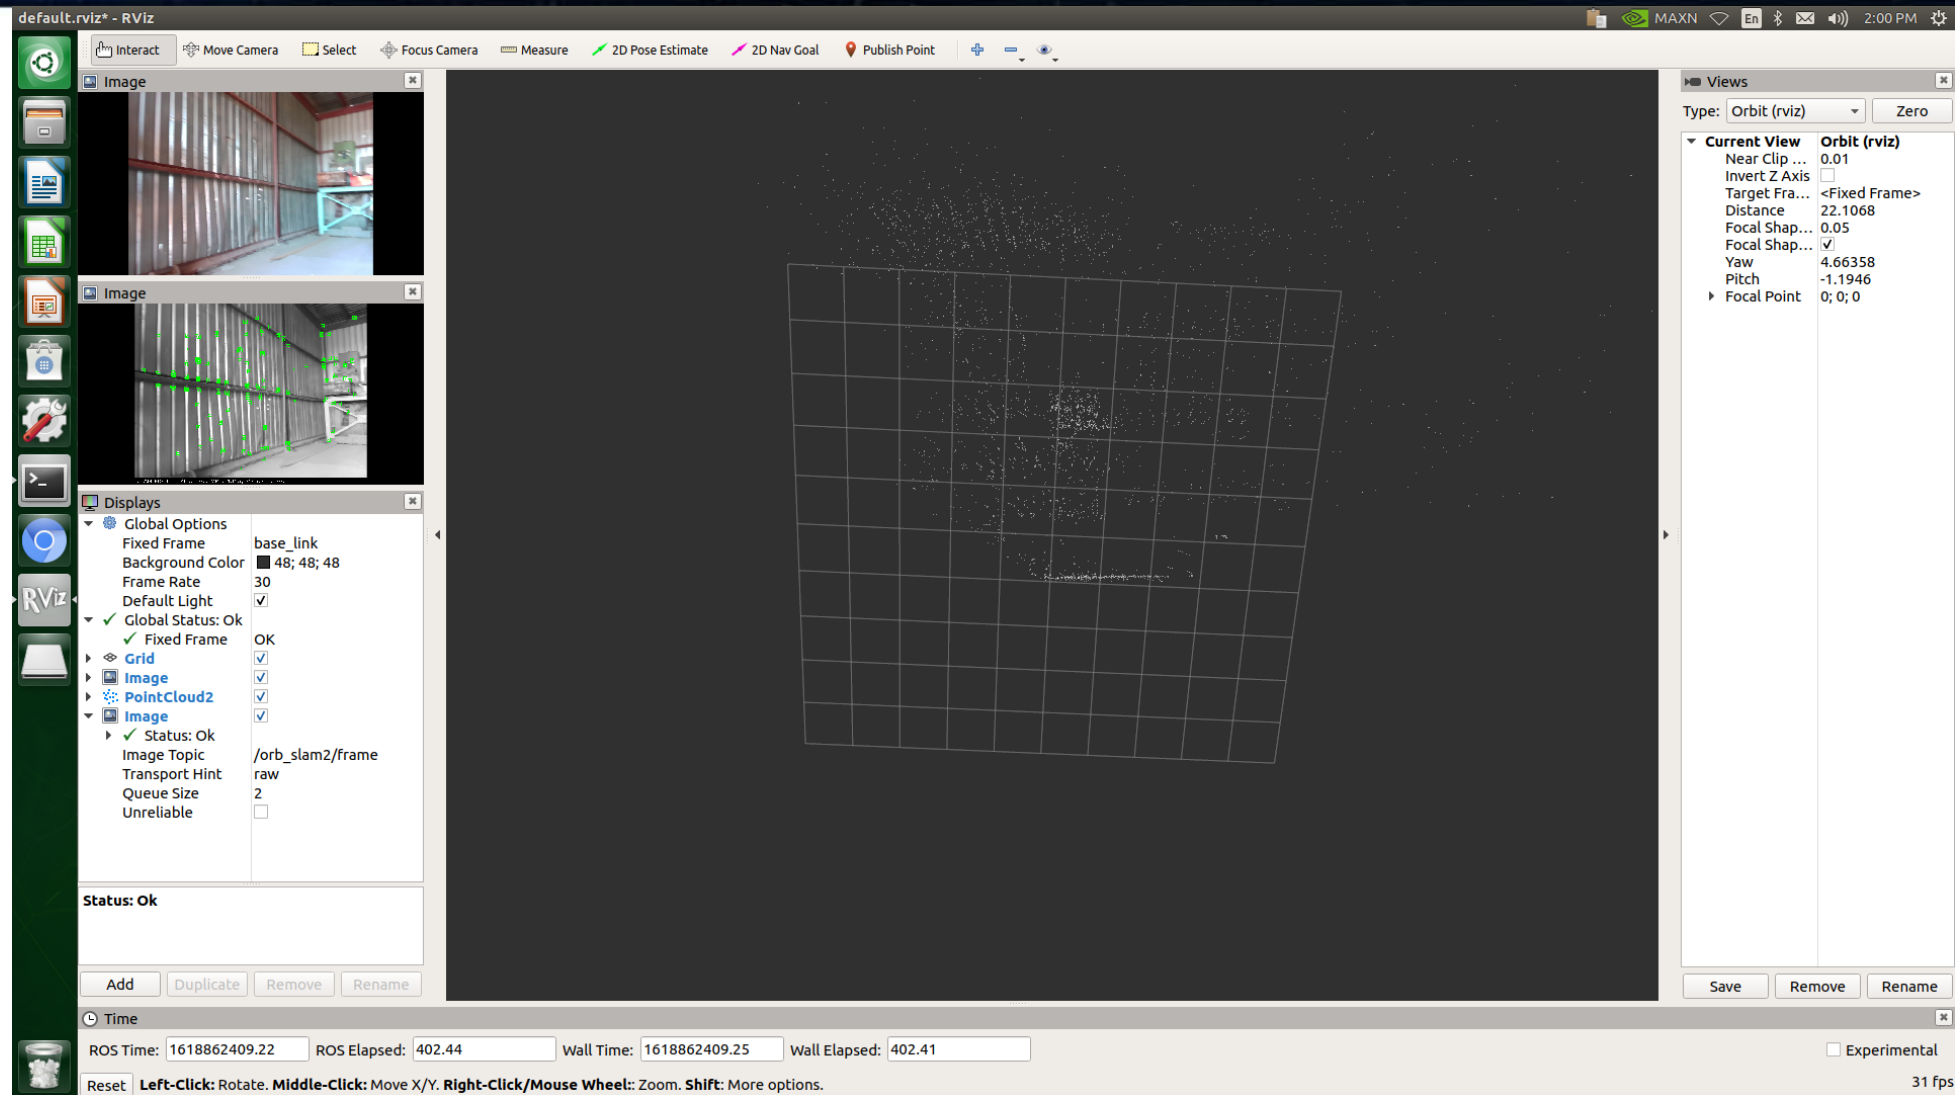 default.rviz* - RViz
MAXN
En
2:00 PM
Interact
Move Camera
Select
Focus Camera
Measure
2D Pose Estimate
2D Nav Goal
Publish Point
Image
Image
Displays
Global Options
Fixed Frame base_link
Background Color 48; 48; 48
Frame Rate 30
Default Light
Global Status: Ok
Fixed Frame OK
Grid
Image
PointCloud2
Image
Status: Ok
Image Topic /orb_slam2/frame
Transport Hint raw
Queue Size 2
Unreliable
Status: Ok
Add Duplicate Remove Rename
RViz
Views
Type: Orbit (rviz) Zero
Current View Orbit (rviz)
Near Clip ... 0.01
Invert Z Axis
Target Fra... <Fixed Frame>
Distance 22.1068
Focal Shap... 0.05
Focal Shap...
Yaw 4.66358
Pitch -1.1946
Focal Point 0; 0; 0
Save Remove Rename
Time
ROS Time: 1618862409.22 ROS Elapsed: 402.44 Wall Time: 1618862409.25 Wall Elapsed: 402.41 Experimental
Reset Left-Click: Rotate. Middle-Click: Move X/Y. Right-Click/Mouse Wheel:: Zoom. Shift: More options. 31 fps